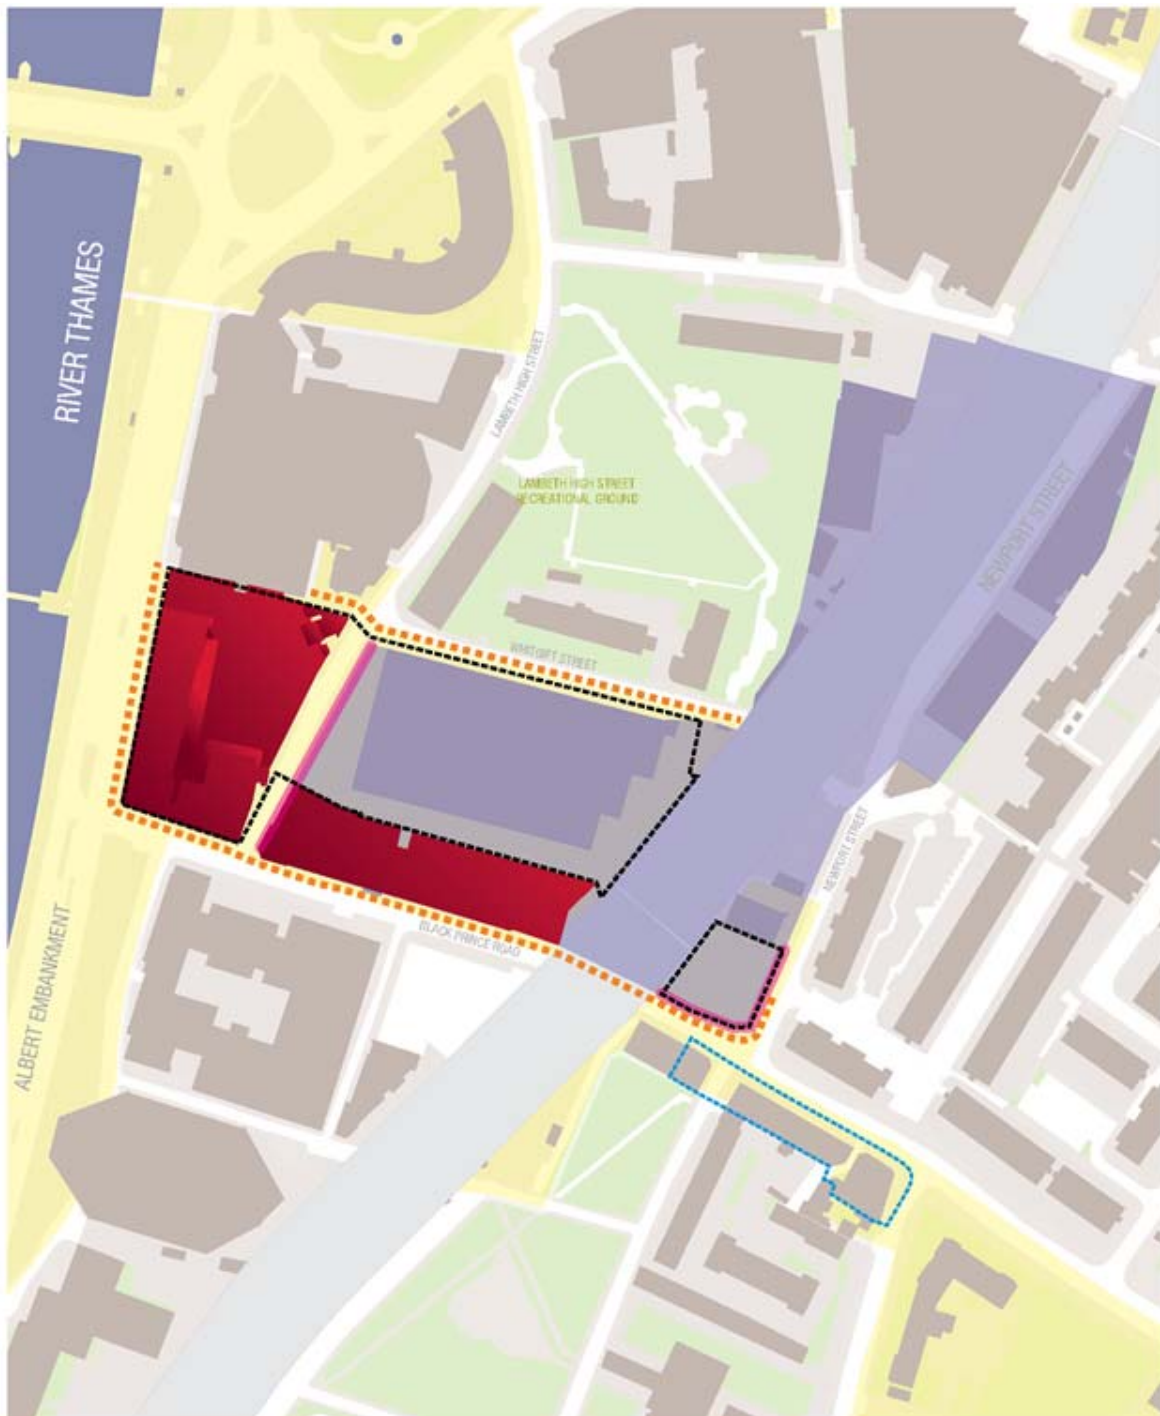 RIVER THAMES
LAMBETH HIGH STREET
LAMBETH HIGH STREET
RECREATIONAL GROUND
NEWPORT STREET
WHITGIFT STREET
NEWPORT STREET
BLACK PRINCE ROAD
ALBERT EMBANKMENT